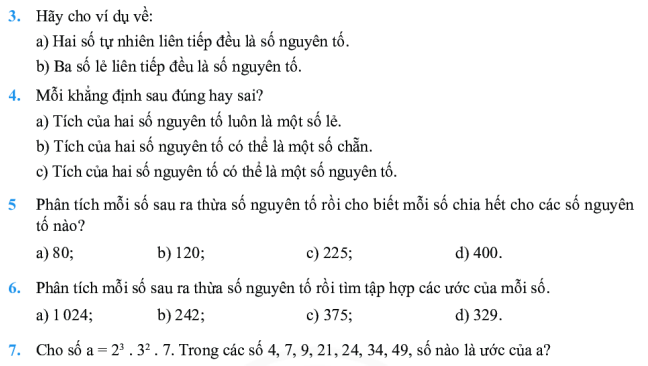 3. Hãy cho ví dụ về:
a) Hai số tự nhiên liên tiếp đều là số nguyên tố.
b) Ba số lẻ liên tiếp đều là số nguyên tố.
4. Mỗi khẳng định sau đúng hay sai?
a) Tích của hai số nguyên tố luôn là một số lẻ.
b) Tích của hai số nguyên tố có thể là một số chẵn.
c) Tích của hai số nguyên tố có thể là một số nguyên tố.
5 Phân tích mỗi số sau ra thừa số nguyên tố rồi cho biết mỗi số chia hết cho các số nguyên
tố nào?
a) 80; b) 120; c) 225; d) 400.
6. Phân tích mỗi số sau ra thừa số nguyên tố rồi tìm tập hợp các ước của mỗi số.
a) 1 024; b) 242; c) 375; d) 329.
7. Cho số a = 2³ . 3² . 7. Trong các số 4, 7, 9, 21, 24, 34, 49, số nào là ước của a?